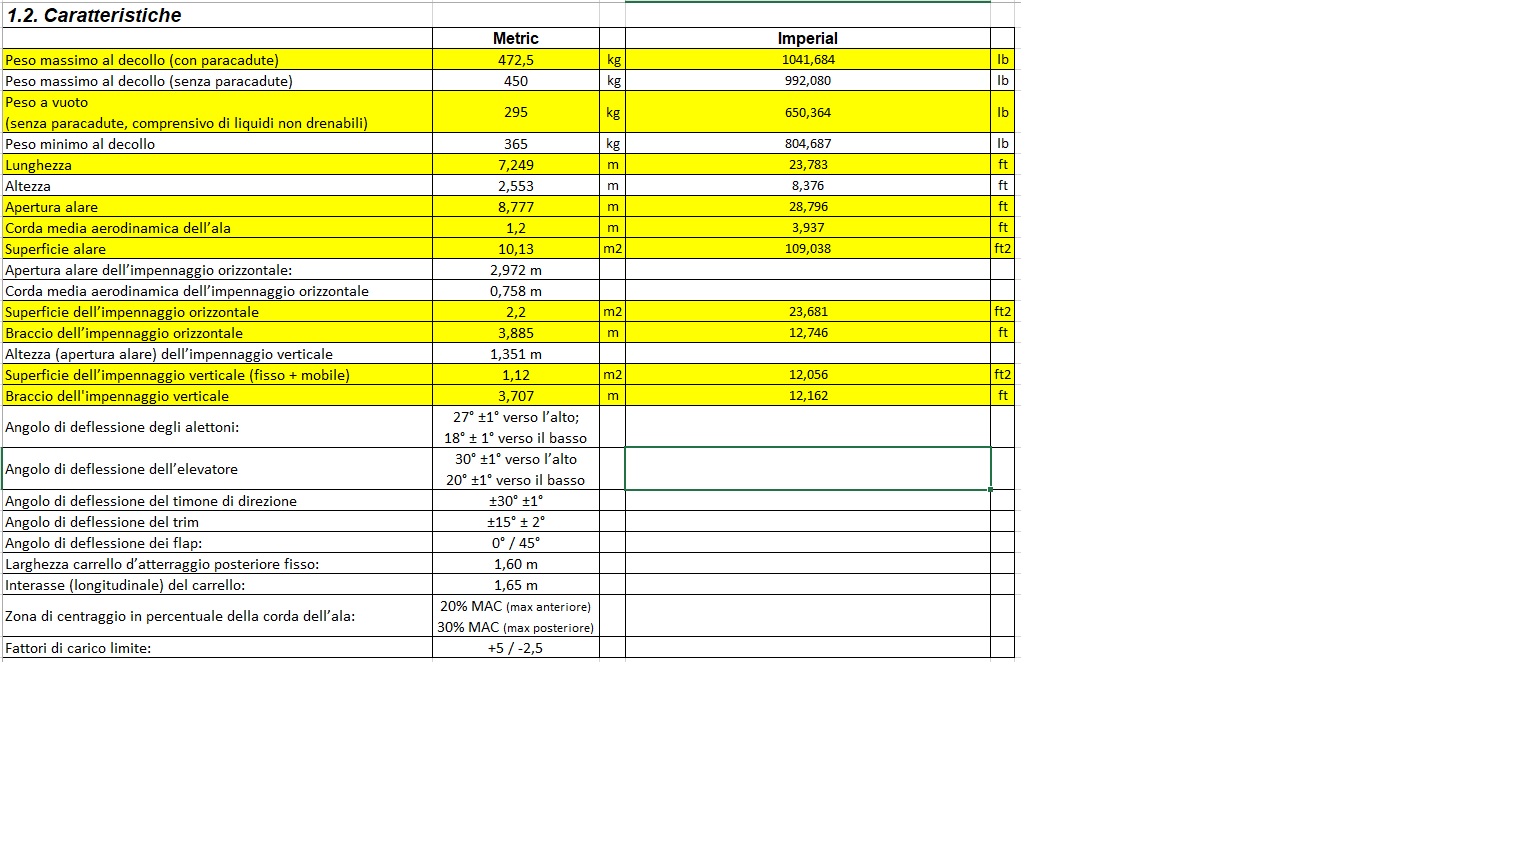 1.2. Caratteristiche
Metric Imperial
Peso massimo al decollo (con paracadute) 472,5 kg 1041,684 lb
Peso massimo al decollo (senza paracadute) 450 kg 992,080 lb
Peso a vuoto
(senza paracadute, comprensivo di liquidi non drenabili) 295 kg 650,364 lb
Peso minimo al decollo 365 kg 804,687 lb
Lunghezza 7,249 m 23,783 ft
Altezza 2,553 m 8,376 ft
Apertura alare 8,777 m 28,796 ft
Corda media aerodinamica dell’ala 1,2 m 3,937 ft
Superficie alare 10,13 m2 109,038 ft2
Apertura alare dell’impennaggio orizzontale: 2,972 m
Corda media aerodinamica dell’impennaggio orizzontale 0,758 m
Superficie dell’impennaggio orizzontale 2,2 m2 23,681 ft2
Braccio dell’impennaggio orizzontale 3,885 m 12,746 ft
Altezza (apertura alare) dell’impennaggio verticale 1,351 m
Superficie dell’impennaggio verticale (fisso + mobile) 1,12 m2 12,056 ft2
Braccio dell'impennaggio verticale 3,707 m 12,162 ft
Angolo di deflessione degli alettoni: 27° ±1° verso l’alto;
18° ± 1° verso il basso
Angolo di deflessione dell’elevatore 30° ±1° verso l’alto
20° ±1° verso il basso
Angolo di deflessione del timone di direzione ±30° ±1°
Angolo di deflessione del trim ±15° ± 2°
Angolo di deflessione dei flap: 0° / 45°
Larghezza carrello d’atterraggio posteriore fisso: 1,60 m
Interasse (longitudinale) del carrello: 1,65 m
Zona di centraggio in percentuale della corda dell’ala: 20% MAC (max anteriore)
30% MAC (max posteriore)
Fattori di carico limite: +5 / -2,5